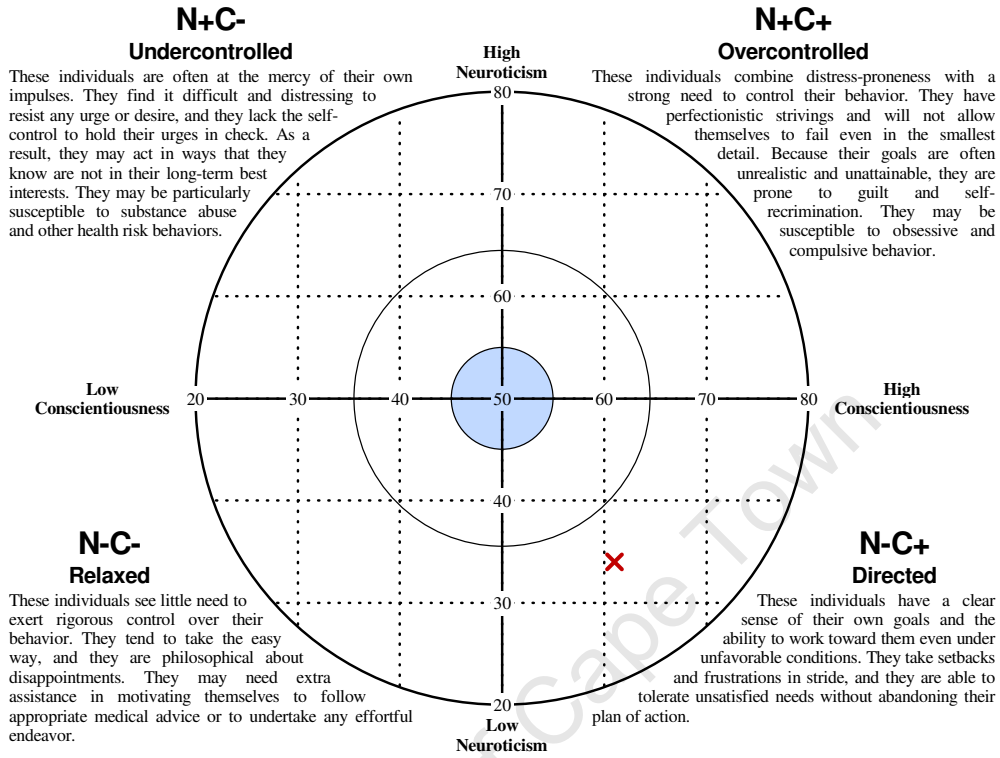 N+C-
Undercontrolled
These individuals are often at the mercy of their own
impulses. They find it difficult and distressing to
resist any urge or desire, and they lack the self-
control to hold their urges in check. As a
result, they may act in ways that they
know are not in their long-term best
interests. They may be particularly
susceptible to substance abuse
and other health risk behaviors.
High
Neuroticism
N+C+
Overcontrolled
These individuals combine distress-proneness with a
strong need to control their behavior. They have
perfectionistic strivings and will not allow
themselves to fail even in the smallest
detail. Because their goals are often
unrealistic and unattainable, they are
prone to guilt and self-
recrimination. They may be
susceptible to obsessive and
compulsive behavior.
80
70
60
Low
Conscientiousness
20 30 40 50 60 70 80
High
Conscientiousness
40
30
20
N-C-
Relaxed
These individuals see little need to
exert rigorous control over their
behavior. They tend to take the easy
way, and they are philosophical about
disappointments. They may need extra
assistance in motivating themselves to follow
appropriate medical advice or to undertake any effortful
endeavor.
Low
Neuroticism
N-C+
Directed
These individuals have a clear
sense of their own goals and the
ability to work toward them even under
unfavorable conditions. They take setbacks
and frustrations in stride, and they are able to
tolerate unsatisfied needs without abandoning their
plan of action.
Cape Town